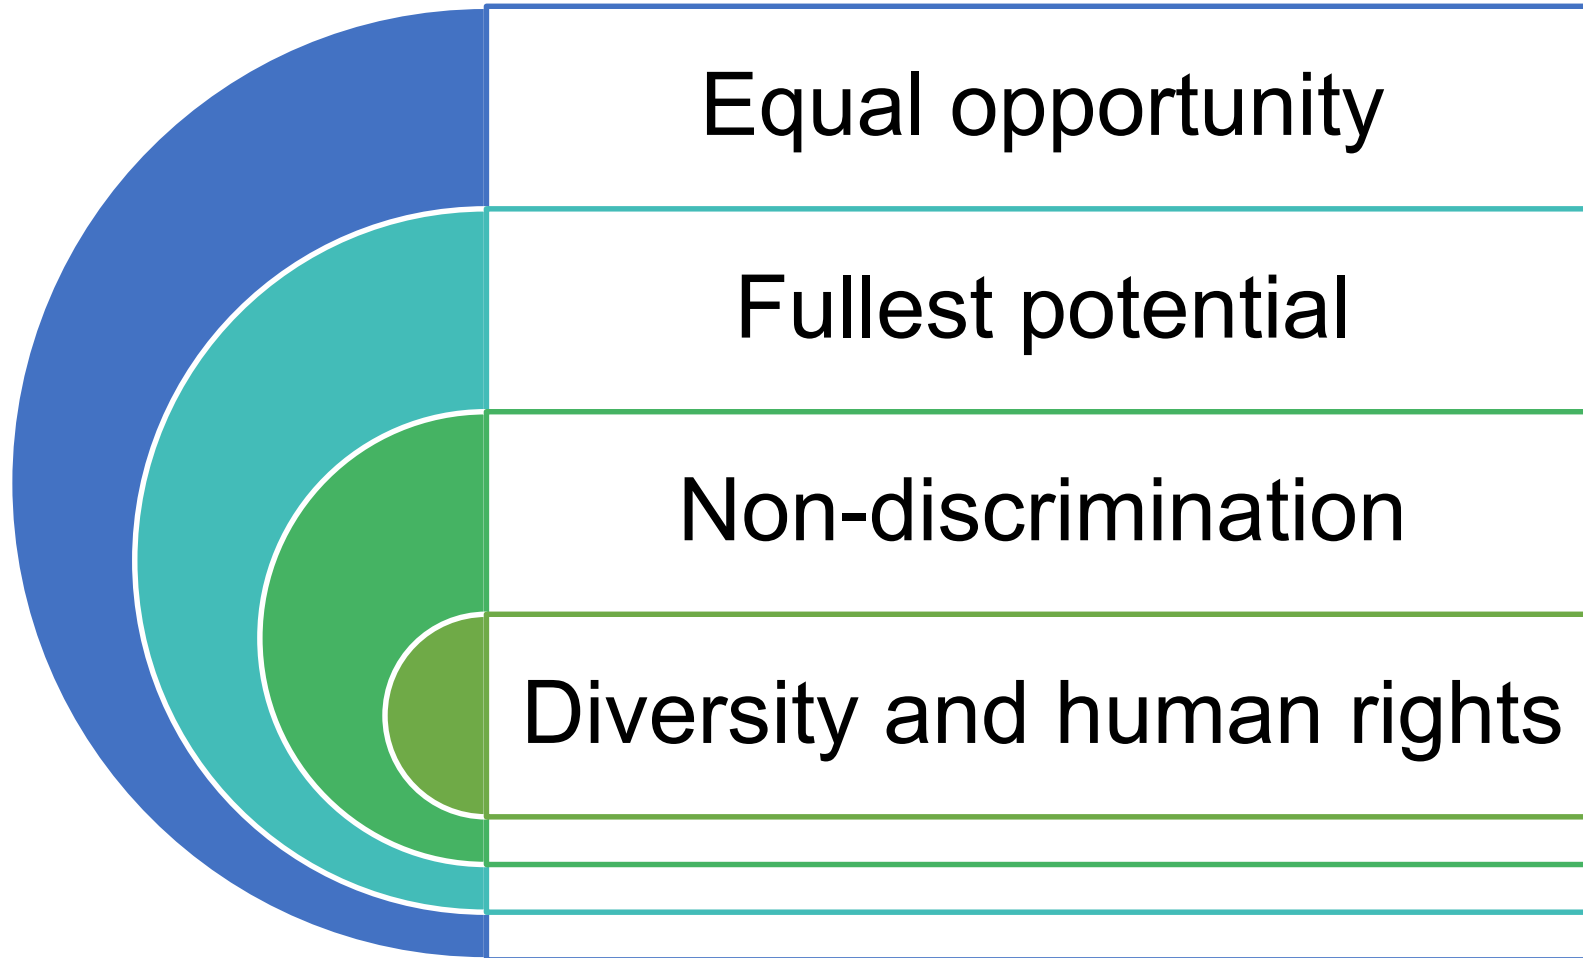 Equal opportunity
Fullest potential
Non-discrimination
Diversity and human rights